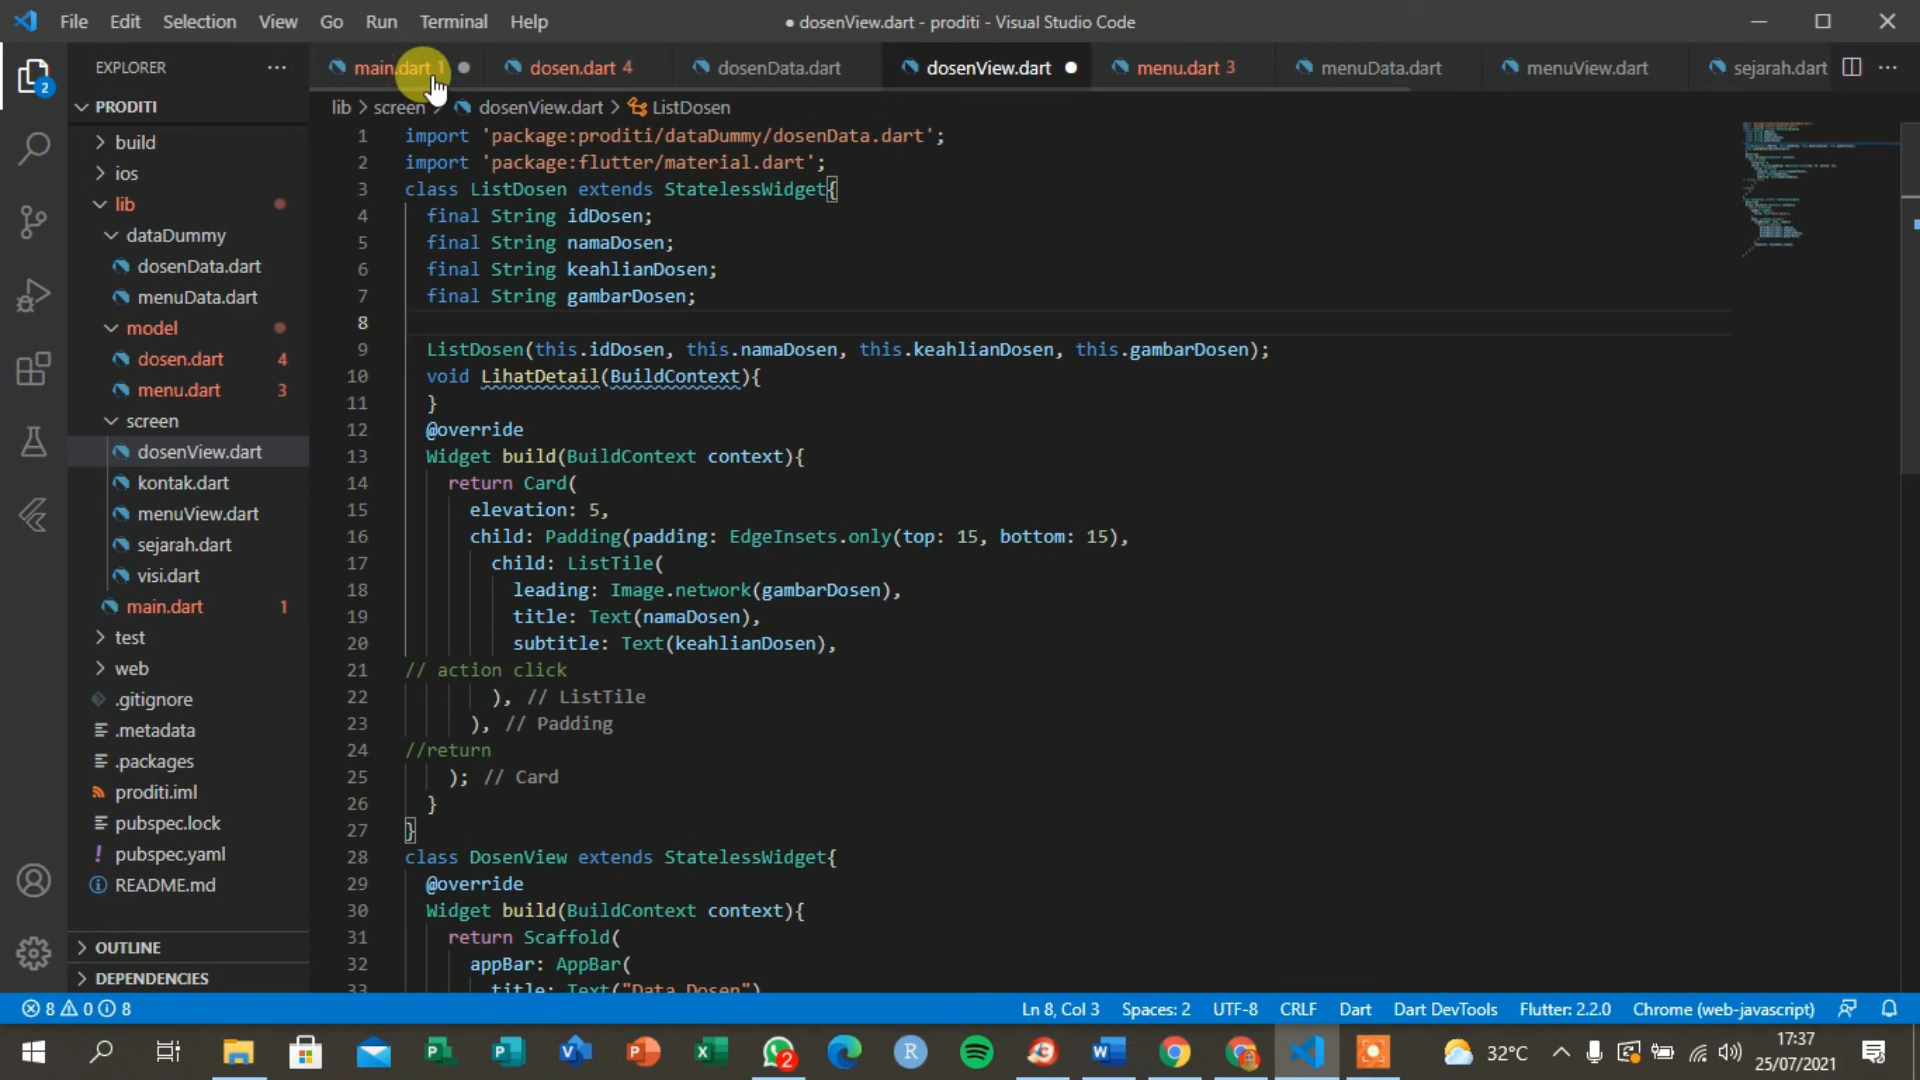 File Edit Selection View Go Run Terminal Help
● dosenView.dart - proditi - Visual Studio Code
EXPLORER
main.dart 1
dosen.dart 4
dosenData.dart
dosenView.dart
menu.dart 3
menuData.dart
menuView.dart
sejarah.dart
lib > screen > dosenView.dart > ListDosen
2
PRODITI
build
ios
lib
dataDummy
dosenData.dart
menuData.dart
model
dosen.dart 4
menu.dart 3
screen
dosenView.dart
kontak.dart
menuView.dart
sejarah.dart
visi.dart
main.dart 1
test
web
.gitignore
.metadata
.packages
proditi.iml
pubspec.lock
! pubspec.yaml
README.md
OUTLINE
DEPENDENCIES
1 import 'package:proditi/dataDummy/dosenData.dart';
2 import 'package:flutter/material.dart';
3 class ListDosen extends StatelessWidget{
4 final String idDosen;
5 final String namaDosen;
6 final String keahlianDosen;
7 final String gambarDosen;
8
9 ListDosen(this.idDosen, this.namaDosen, this.keahlianDosen, this.gambarDosen);
10 void LihatDetail(BuildContext){
11 }
12 @override
13 Widget build(BuildContext context){
14 return Card(
15 elevation: 5,
16 child: Padding(padding: EdgeInsets.only(top: 15, bottom: 15),
17 child: ListTile(
18 leading: Image.network(gambarDosen),
19 title: Text(namaDosen),
20 subtitle: Text(keahlianDosen),
21 // action click
22 ), // ListTile
23 ), // Padding
24 //return
25 ); // Card
26 }
27 }
28 class DosenView extends StatelessWidget{
29 @override
30 Widget build(BuildContext context){
31 return Scaffold(
32 appBar: AppBar(
33 title: Text("Data Dosen")
8 0 8
Ln 8, Col 3 Spaces: 2 UTF-8 CRLF Dart Dart DevTools Flutter: 2.2.0 Chrome (web-javascript)
2
32°C
17:37
25/07/2021